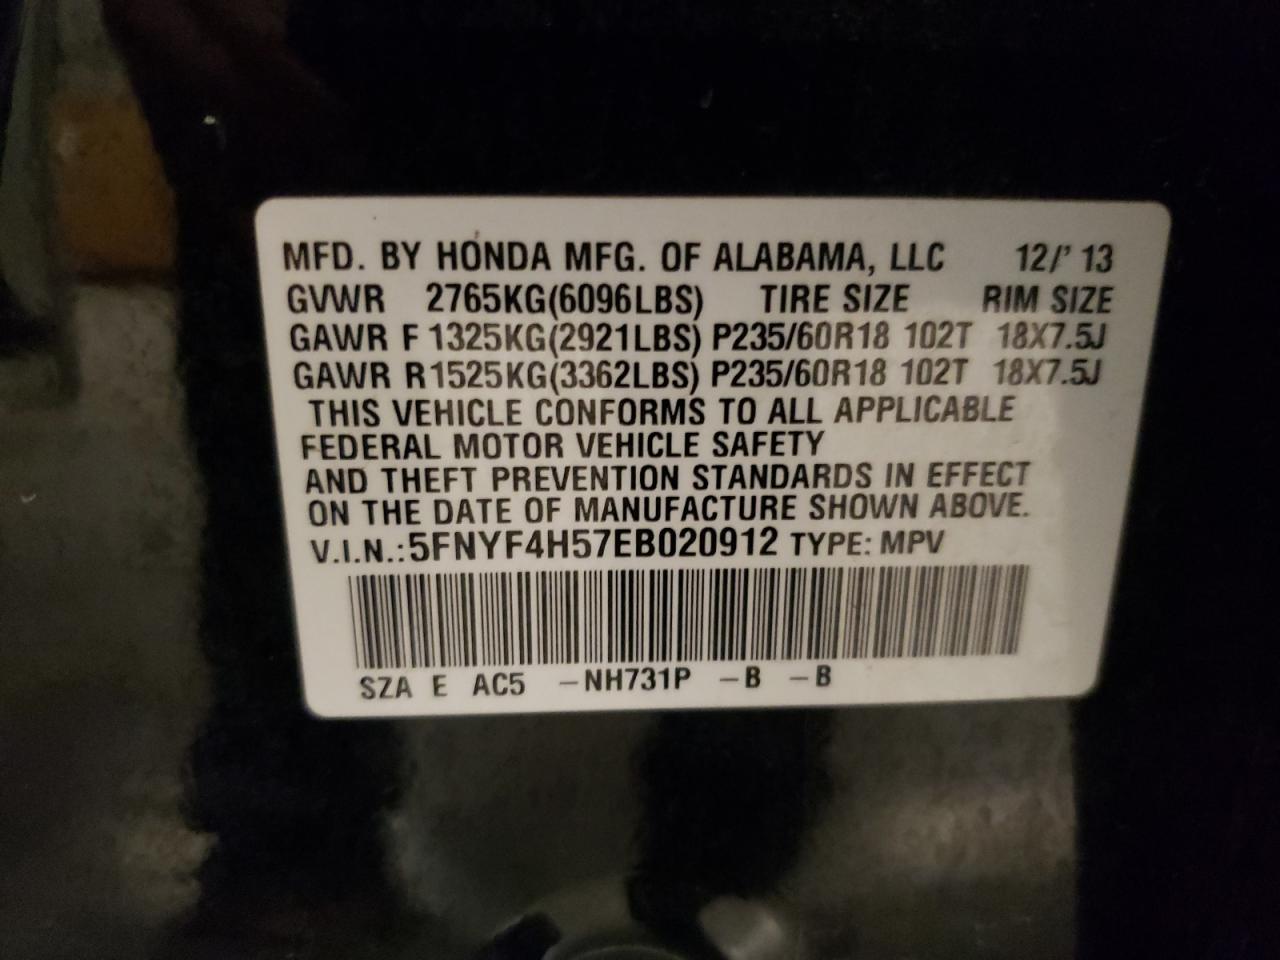 MFD. BY HONDA MFG. OF ALABAMA, LLC 12/' 13
GVWR 2765KG(6096LBS) TIRE SIZE RIM SIZE
GAWR F 1325KG(2921LBS) P235/60R18 102T 18X7.5J
GAWR R1525KG(3362LBS) P235/60R18 102T 18X7.5J
THIS VEHICLE CONFORMS TO ALL APPLICABLE
FEDERAL MOTOR VEHICLE SAFETY
AND THEFT PREVENTION STANDARDS IN EFFECT
ON THE DATE OF MANUFACTURE SHOWN ABOVE.
V.I.N.:5FNYF4H57EB020912 TYPE: MPV
SZA E AC5 -NH731P -B -B